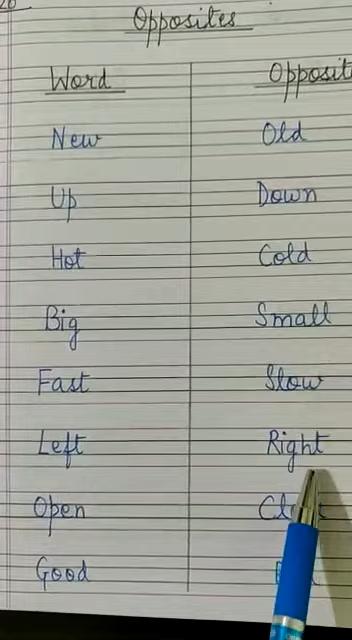 Opposites
Word Opposit
New Old
Up Down
Hot Cold
Big Small
Fast Slow
Left Right
Open
Good